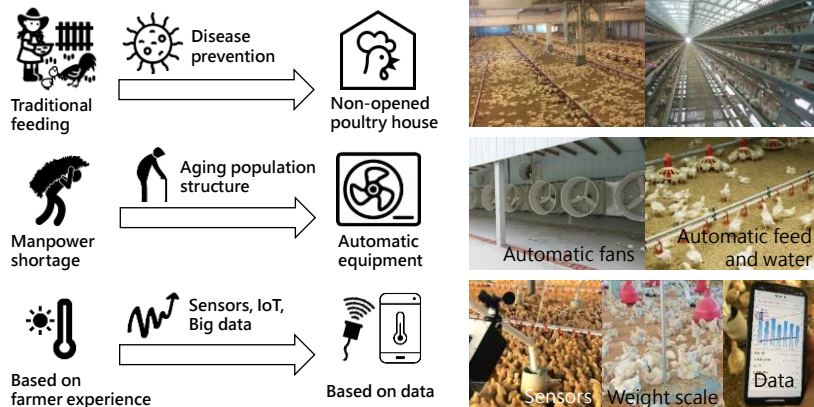 Disease
prevention
Traditional
feeding
Non-opened
poultry house
Aging population
structure
Manpower
shortage
Automatic
equipment
Automatic fans
Automatic feed
and water
Sensors, IoT,
Big data
Based on
farmer experience
Based on data
Sensors
Weight scale
Data